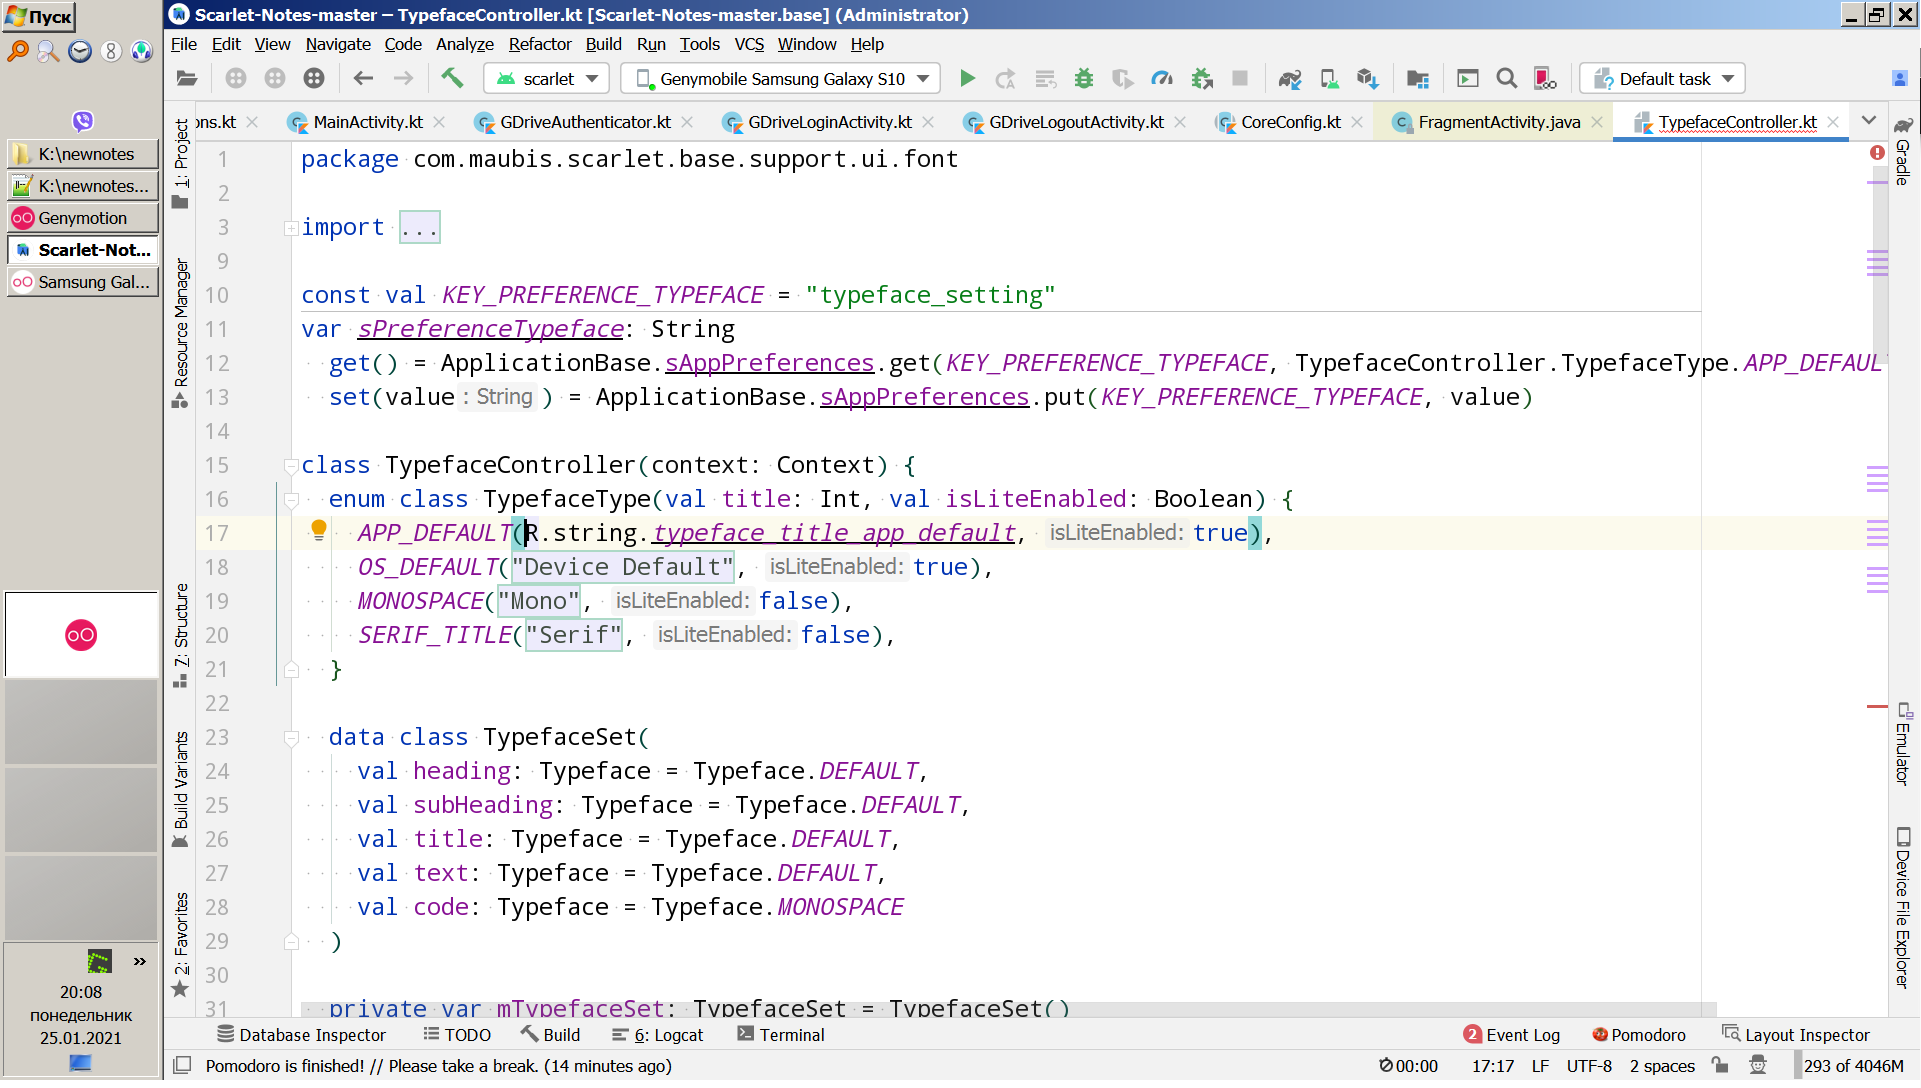 Пуск
K:\newnotes
K:\newnotes...
Genymotion
Scarlet-Not...
Samsung Gal...
20:08
понедельник
25.01.2021
Scarlet-Notes-master – TypefaceController.kt [Scarlet-Notes-master.base] (Administrator)
File Edit View Navigate Code Analyze Refactor Build Run Tools VCS Window Help
scarlet Genymobile Samsung Galaxy S10 Default task
ons.kt MainActivity.kt GDriveAuthenticator.kt GDriveLoginActivity.kt GDriveLogoutActivity.kt CoreConfig.kt FragmentActivity.java TypefaceController.kt
1: Project
Resource Manager
7: Structure
Build Variants
2: Favorites
1 package com.maubis.scarlet.base.support.ui.font
2
3 import ...
9
10 const val KEY_PREFERENCE_TYPEFACE = "typeface_setting"
11 var sPreferenceTypeface: String
12 get() = ApplicationBase.sAppPreferences.get(KEY_PREFERENCE_TYPEFACE, TypefaceController.TypefaceType.APP_DEFAUL
13 set(value: String) = ApplicationBase.sAppPreferences.put(KEY_PREFERENCE_TYPEFACE, value)
14
15 class TypefaceController(context: Context) {
16 enum class TypefaceType(val title: Int, val isLiteEnabled: Boolean) {
17 APP_DEFAULT(R.string.typeface_title_app_default, isLiteEnabled: true),
18 OS_DEFAULT("Device Default", isLiteEnabled: true),
19 MONOSPACE("Mono", isLiteEnabled: false),
20 SERIF_TITLE("Serif", isLiteEnabled: false),
21 }
22
23 data class TypefaceSet(
24 val heading: Typeface = Typeface.DEFAULT,
25 val subHeading: Typeface = Typeface.DEFAULT,
26 val title: Typeface = Typeface.DEFAULT,
27 val text: Typeface = Typeface.DEFAULT,
28 val code: Typeface = Typeface.MONOSPACE
29 )
30
31 private var mTypefaceSet: TypefaceSet = TypefaceSet()
Gradle
Emulator
Device File Explorer
Database Inspector TODO Build 6: Logcat Terminal 2 Event Log Pomodoro Layout Inspector
Pomodoro is finished! // Please take a break. (14 minutes ago) 00:00 17:17 LF UTF-8 2 spaces 293 of 4046M